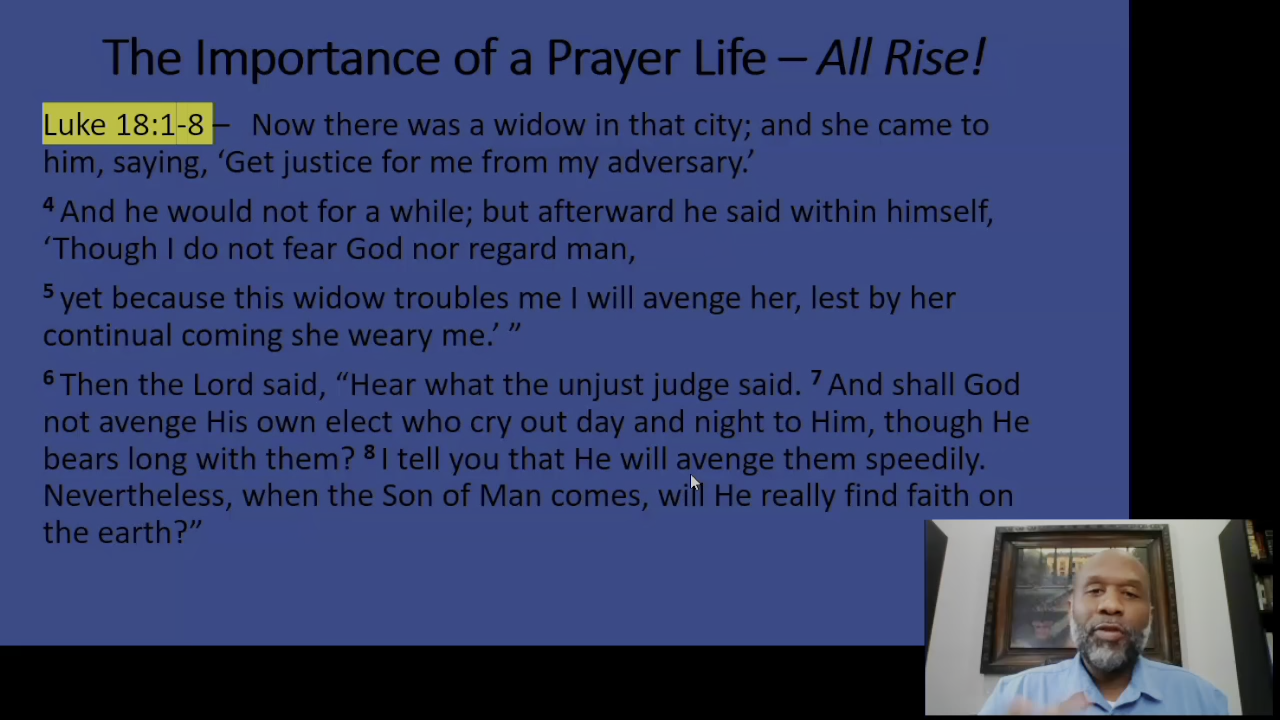 The Importance of a Prayer Life – All Rise!
Luke 18:1-8 – Now there was a widow in that city; and she came to
him, saying, ‘Get justice for me from my adversary.’
4 And he would not for a while; but afterward he said within himself,
‘Though I do not fear God nor regard man,
5 yet because this widow troubles me I will avenge her, lest by her
continual coming she weary me.’ ”
6 Then the Lord said, “Hear what the unjust judge said. 7 And shall God
not avenge His own elect who cry out day and night to Him, though He
bears long with them? 8 I tell you that He will avenge them speedily.
Nevertheless, when the Son of Man comes, will He really find faith on
the earth?”